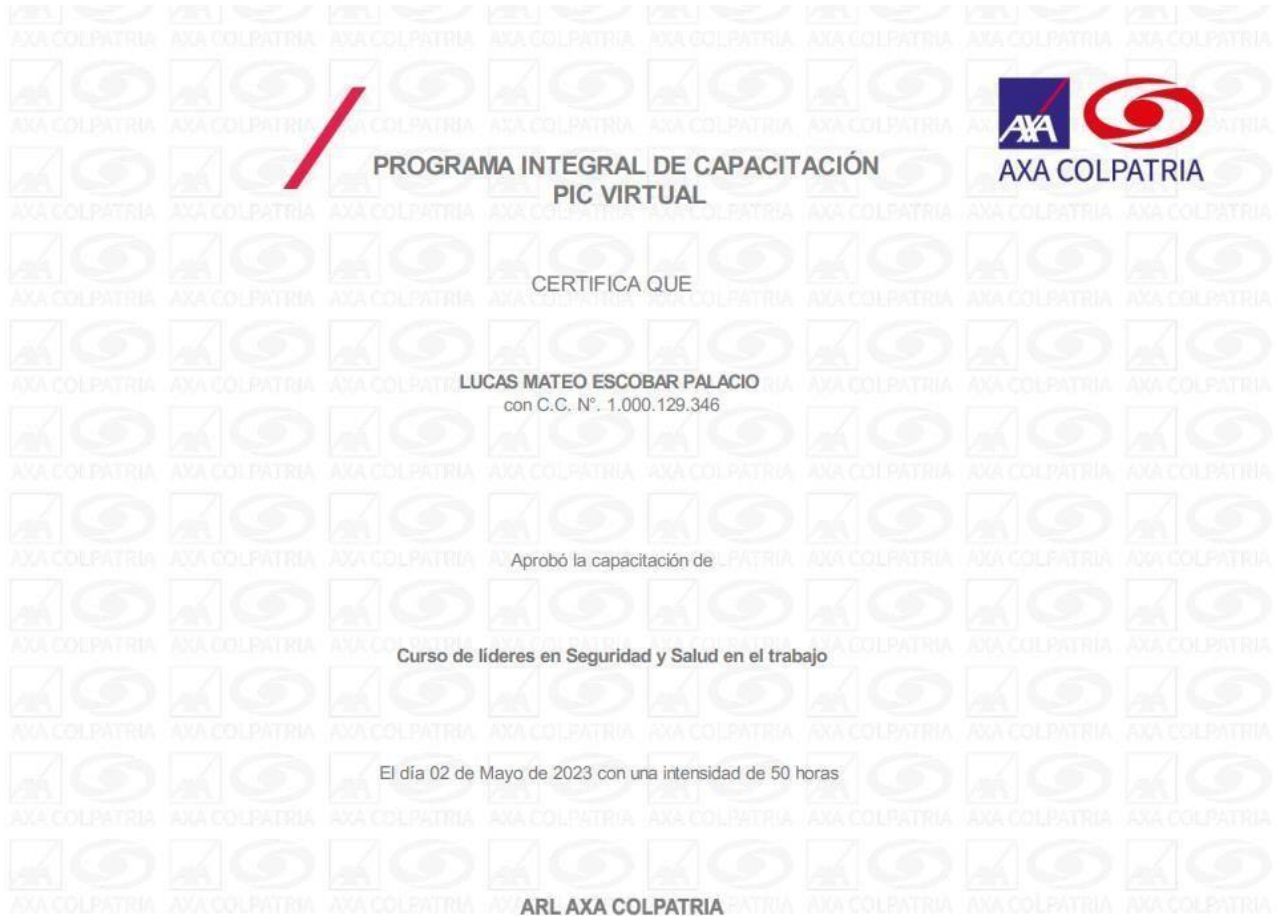 AXA COLPATRIA
PROGRAMA INTEGRAL DE CAPACITACIÓN
PIC VIRTUAL
CERTIFICA QUE
LUCAS MATEO ESCOBAR PALACIO
con C.C. N°. 1.000.129.346
Aprobó la capacitación de
Curso de líderes en Seguridad y Salud en el trabajo
El día 02 de Mayo de 2023 con una intensidad de 50 horas
ARL AXA COLPATRIA